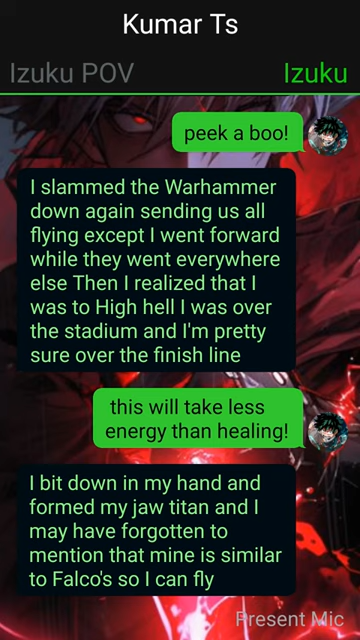 Kumar Ts
Izuku POV
Izuku
peek a boo!
I slammed the Warhammer
down again sending us all
flying except I went forward
while they went everywhere
else Then I realized that I
was to High hell I was over
the stadium and I'm pretty
sure over the finish line
this will take less
energy than healing!
I bit down in my hand and
formed my jaw titan and I
may have forgotten to
mention that mine is similar
to Falco's so I can fly
Present Mic